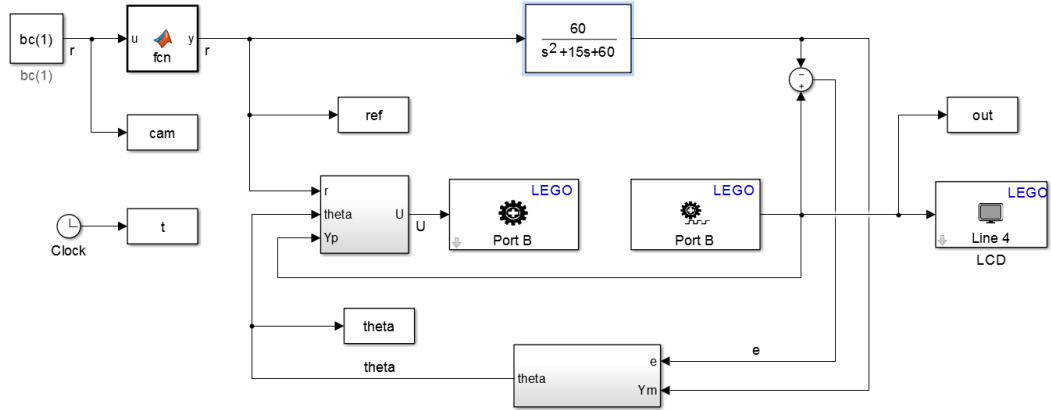 bc(1)
r
bc(1)
u
y
fcn
r
60
s²+15s+60
−
+
ref
out
cam
LEGO
LEGO
LEGO
r
theta
Yp
U
U
Port B
Port B
Line 4
LCD
Clock
t
theta
theta
e
e
theta
Ym